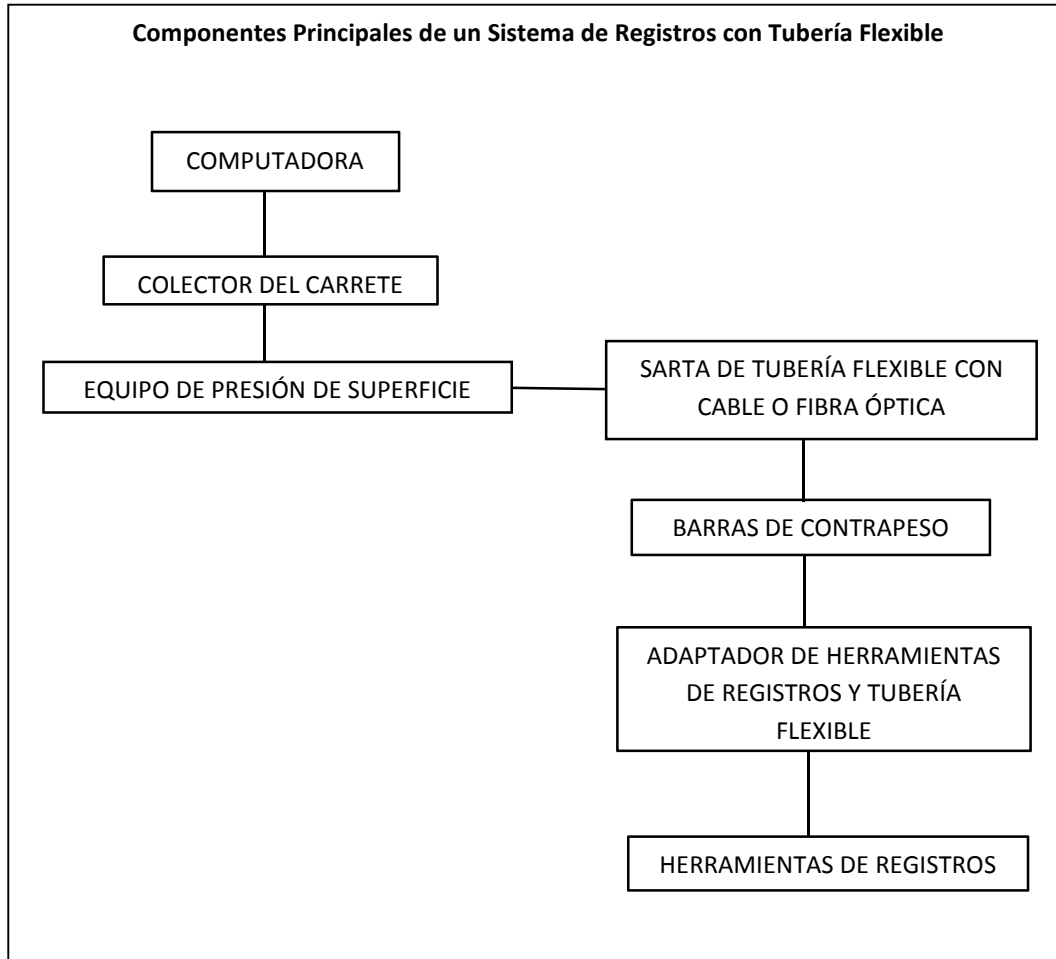 Componentes Principales de un Sistema de Registros con Tubería Flexible
COMPUTADORA
COLECTOR DEL CARRETE
EQUIPO DE PRESIÓN DE SUPERFICIE
SARTA DE TUBERÍA FLEXIBLE CON
CABLE O FIBRA ÓPTICA
BARRAS DE CONTRAPESO
ADAPTADOR DE HERRAMIENTAS
DE REGISTROS Y TUBERÍA
FLEXIBLE
HERRAMIENTAS DE REGISTROS